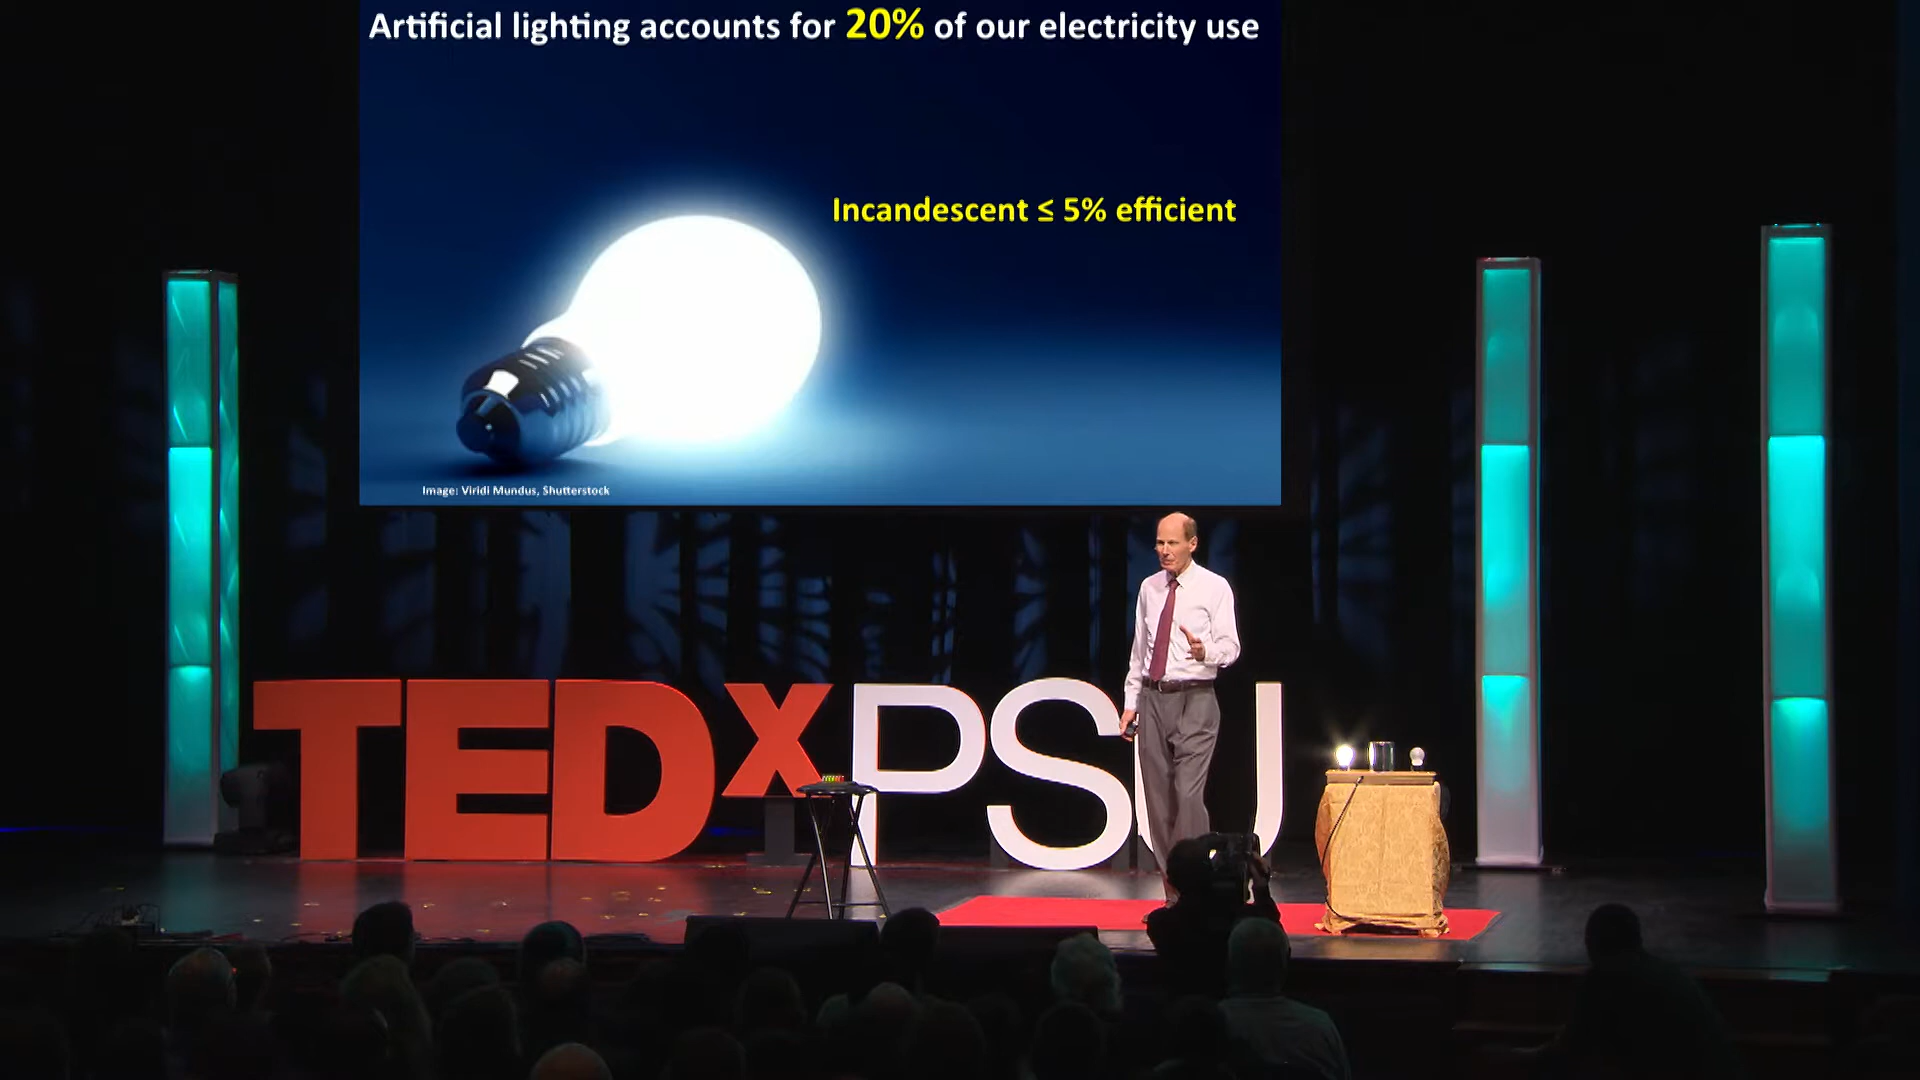 Artificial lighting accounts for 20% of our electricity use
Incandescent ≤ 5% efficient
Image: Viridi Mundus, Shutterstock
TEDxPSU